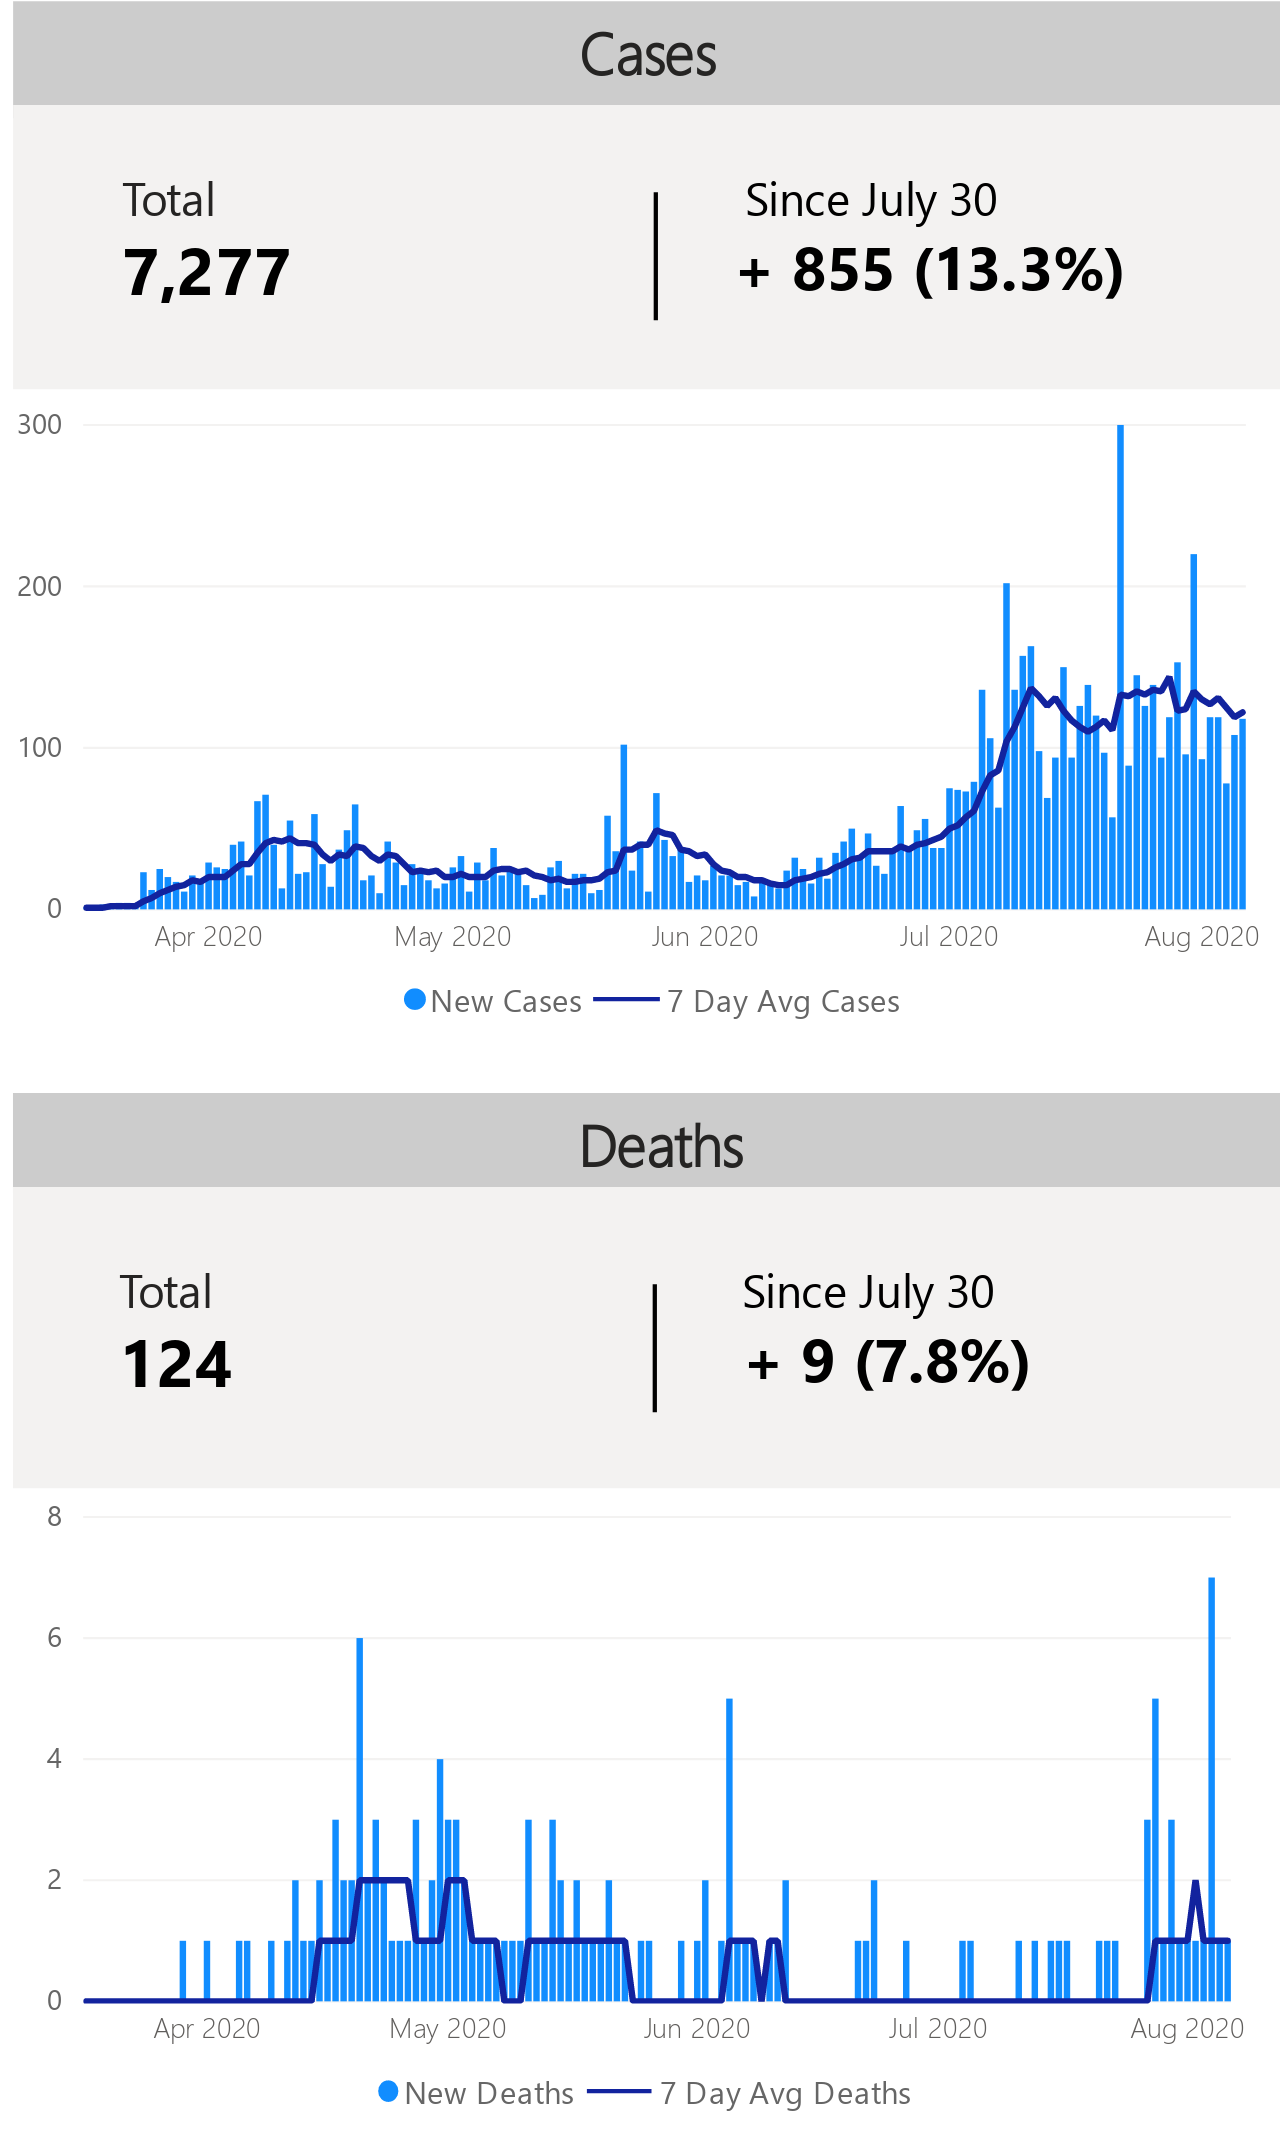 Cases
Total
Since July 30
7,277
+ 855 (13.3%)
300
200
100
0
Apr 2020
May 2020
Jun 2020
Jul 2020
Aug 2020
New Cases
7 Day Avg Cases
Deaths
Total
Since July 30
124
+ 9 (7.8%)
8
6
4
2
0
Apr 2020
May 2020
Jun 2020
Jul 2020
Aug 2020
New Deaths
7 Day Avg Deaths